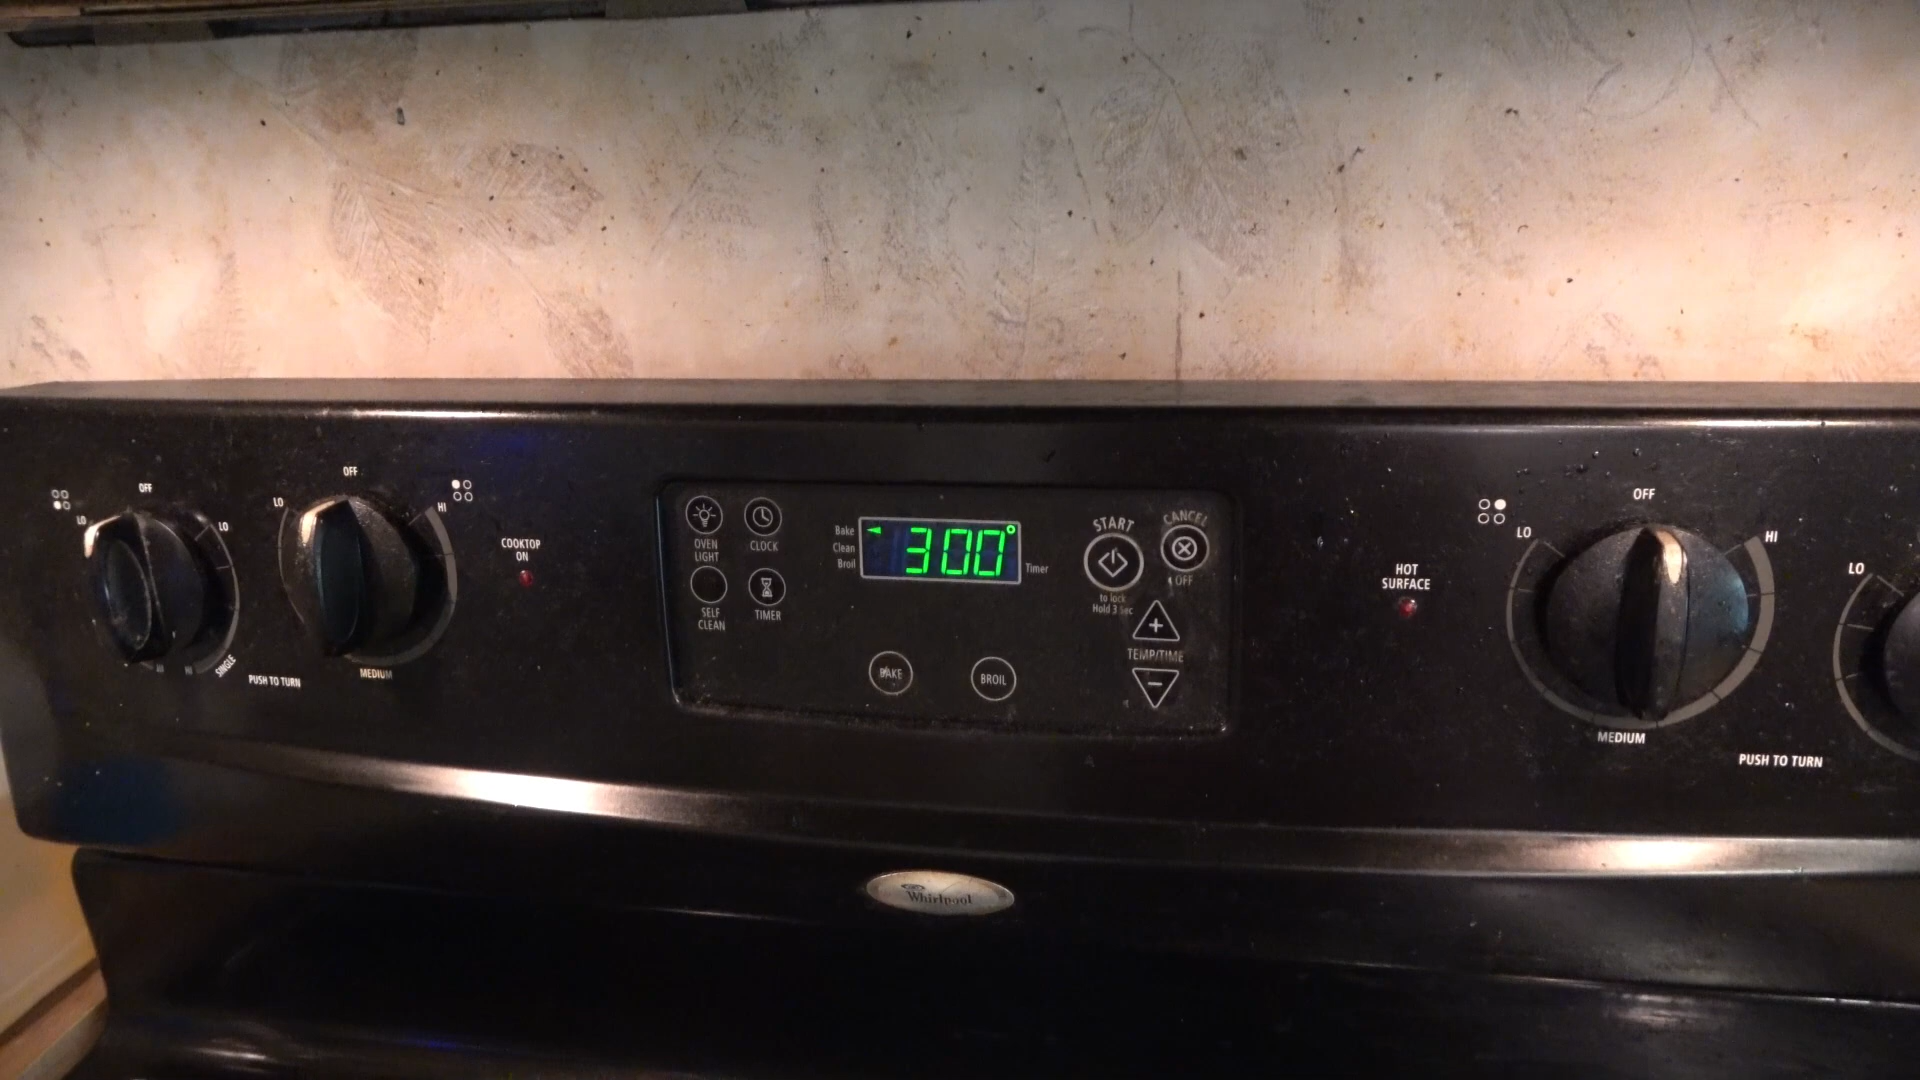 OFF
LO
LO
HI
HI
SINGLE
PUSH TO TURN
OFF
LO
HI
MEDIUM
COOKTOP
ON
OVEN
LIGHT
CLOCK
SELF
CLEAN
TIMER
Bake
Clean
Broil
300°
Timer
BAKE
BROIL
START
to lock
Hold 3 Sec
CANCEL
OFF
TEMP/TIME
HOT
SURFACE
OFF
LO
HI
MEDIUM
PUSH TO TURN
LO
Whirlpool